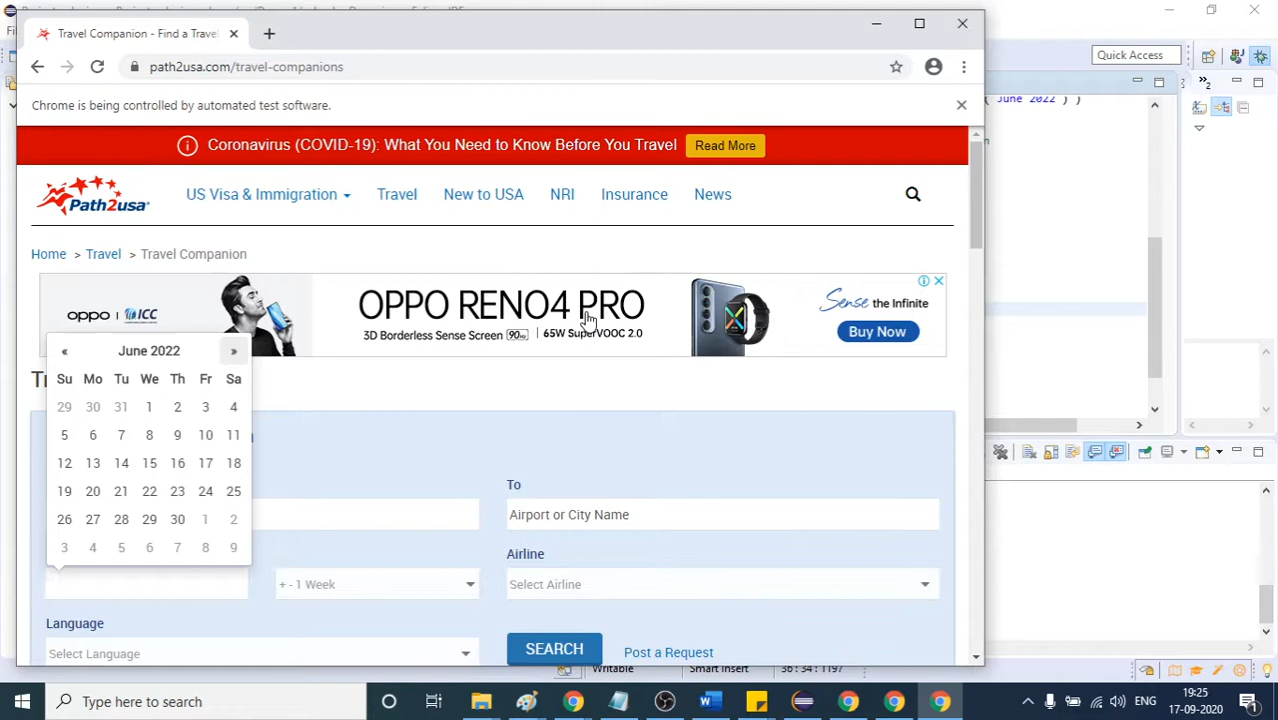 Travel Companion - Find a Trave
path2usa.com/travel-companions
Quick Access
Chrome is being controlled by automated test software.
June 2022 ) )
Coronavirus (COVID-19): What You Need to Know Before You Travel Read More
Path2usa
US Visa & Immigration Travel New to USA NRI Insurance News
Home > Travel > Travel Companion
oppo ICC
OPPO RENO4 PRO
3D Borderless Sense Screen 90Hz 65W SuperVOOC 2.0
Sense the Infinite
Buy Now
« June 2022 »
Su Mo Tu We Th Fr Sa
29 30 31 1 2 3 4
5 6 7 8 9 10 11
12 13 14 15 16 17 18
19 20 21 22 23 24 25
26 27 28 29 30 1 2
3 4 5 6 7 8 9
To
Airport or City Name
Airline
+ - 1 Week
Select Airline
Language
Select Language
SEARCH Post a Request
Writable Smart Insert 36 : 34 : 1197
Type here to search
ENG
19:25
17-09-2020